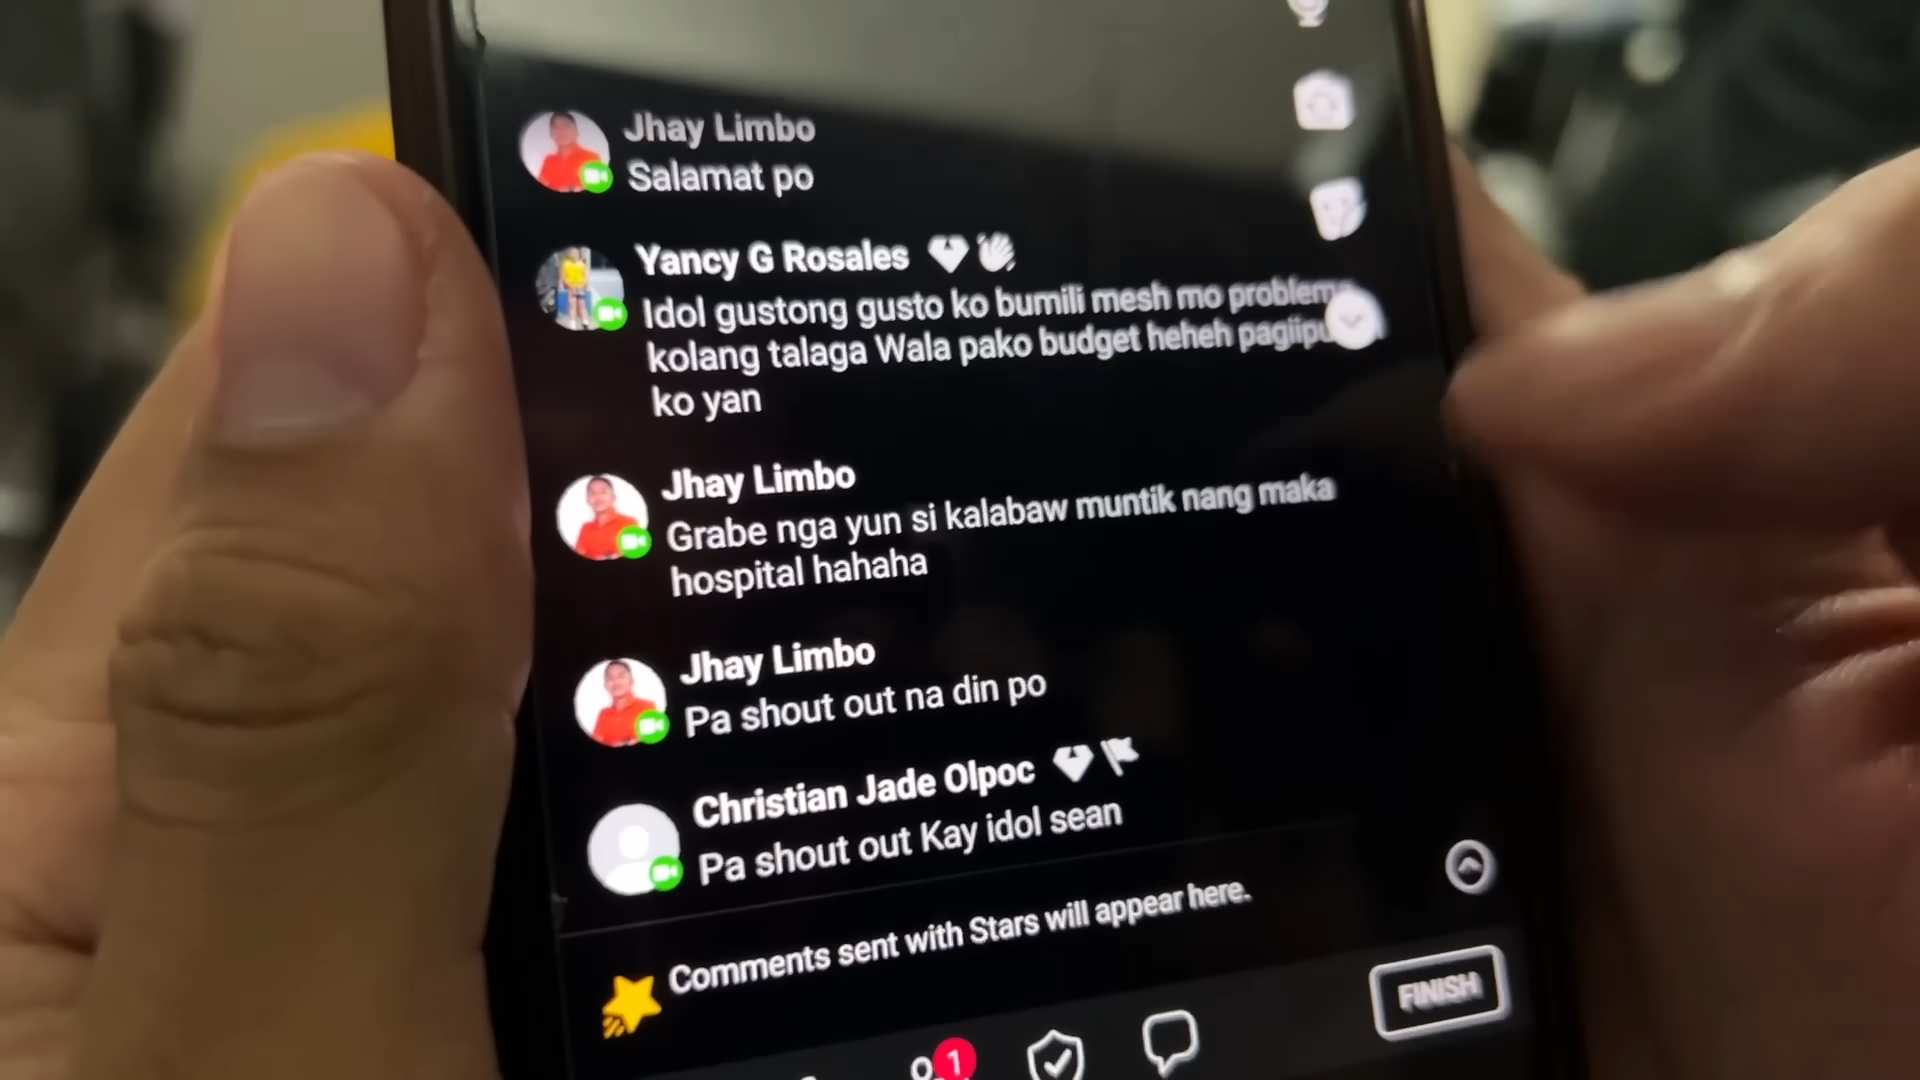 Jhay Limbo
Salamat po
Yancy G Rosales
Idol gustong gusto ko bumili mesh mo
kolang talaga Wala pako budget heheh
ko yan
Jhay Limbo
Grabe nga yun si kalabaw muntik nang maka
hospital hahaha
Jhay Limbo
Pa shout out na din po
Christian Jade Olpoc
Pa shout out Kay idol sean
Comments sent with Stars will appear here.
FINISH
1